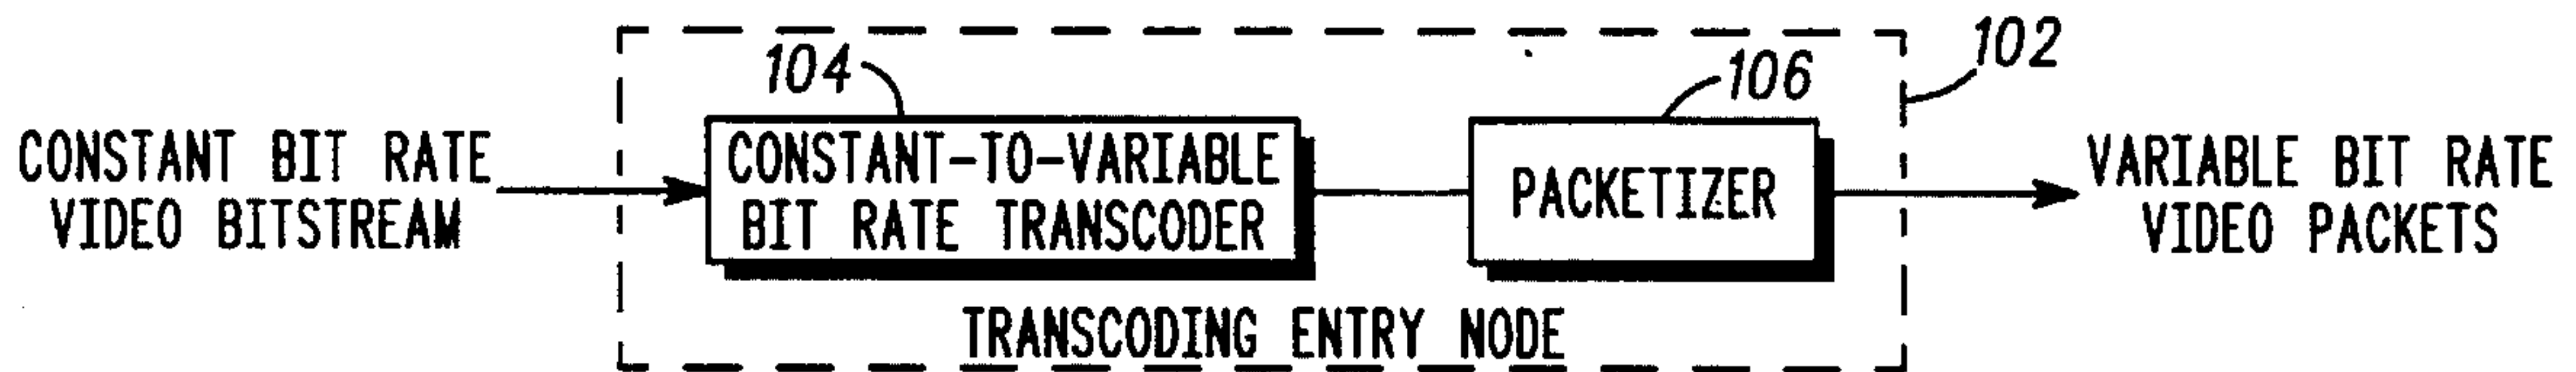 104
106
102
CONSTANT BIT RATE
VIDEO BITSTREAM
CONSTANT-TO-VARIABLE
BIT RATE TRANSCODER
PACKETIZER
VARIABLE BIT RATE
VIDEO PACKETS
TRANSCODING ENTRY NODE